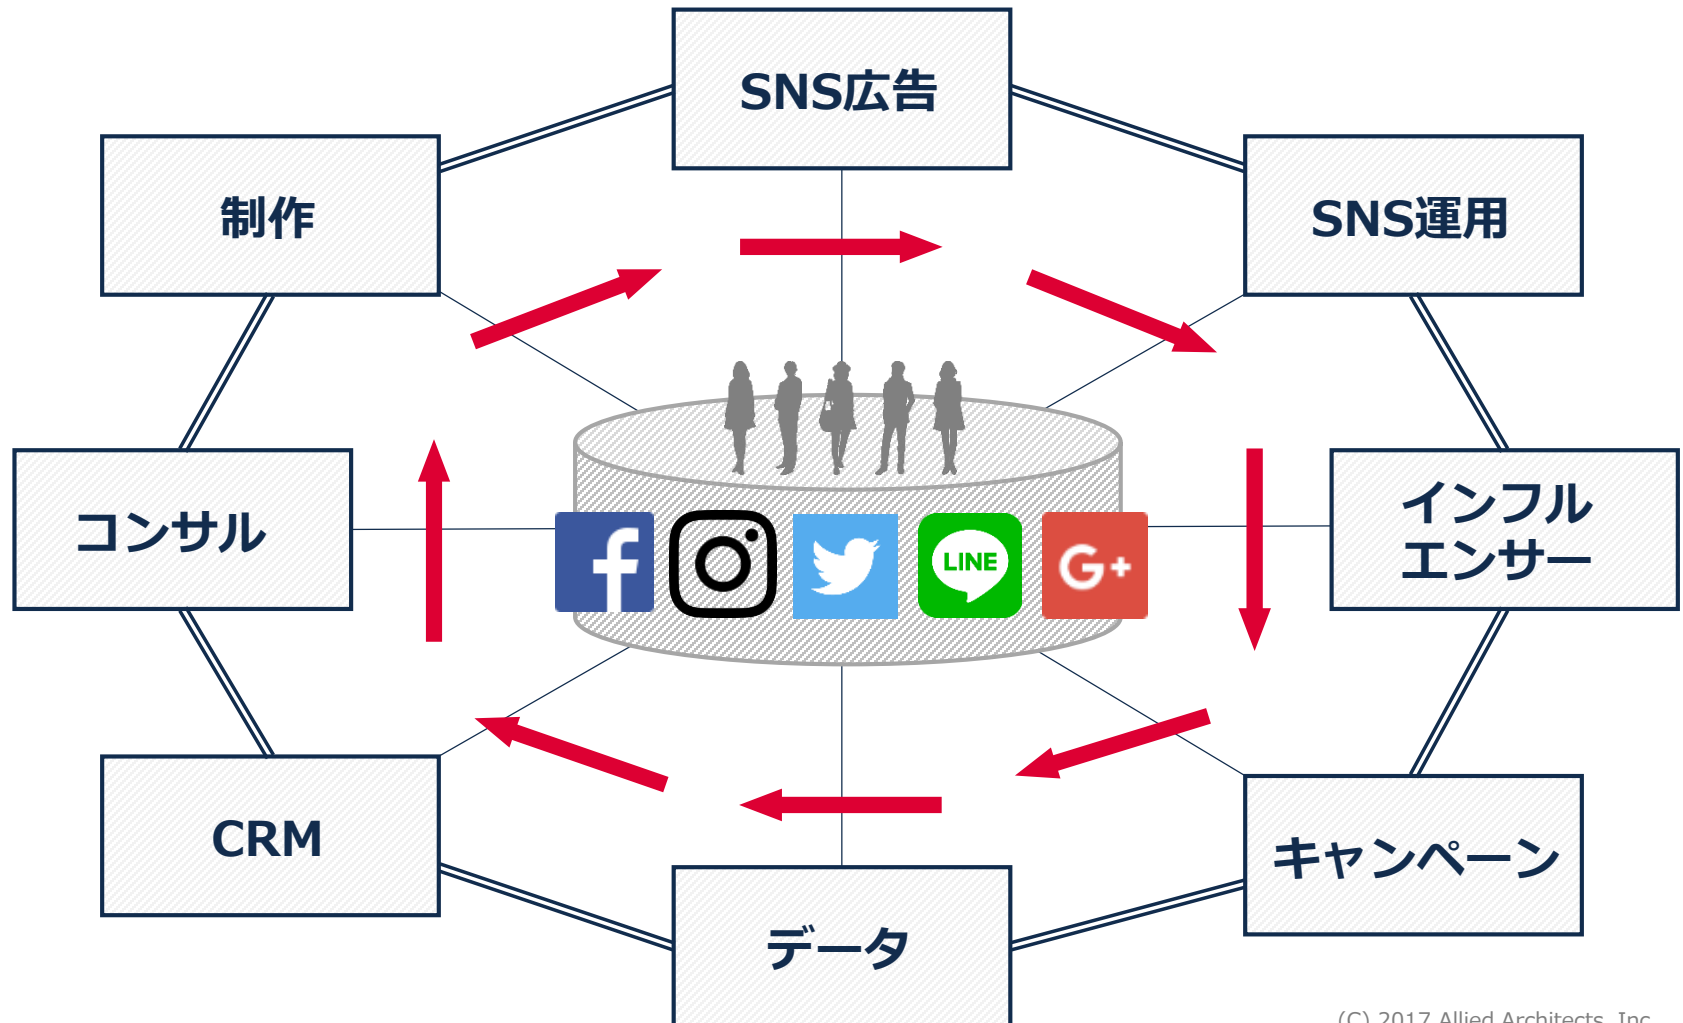 SNS広告
制作
SNS運用
コンサル
インフル
エンサー
LINE
G+
CRM
キャンペーン
データ
(C) 2017 Allied Architects, Inc.